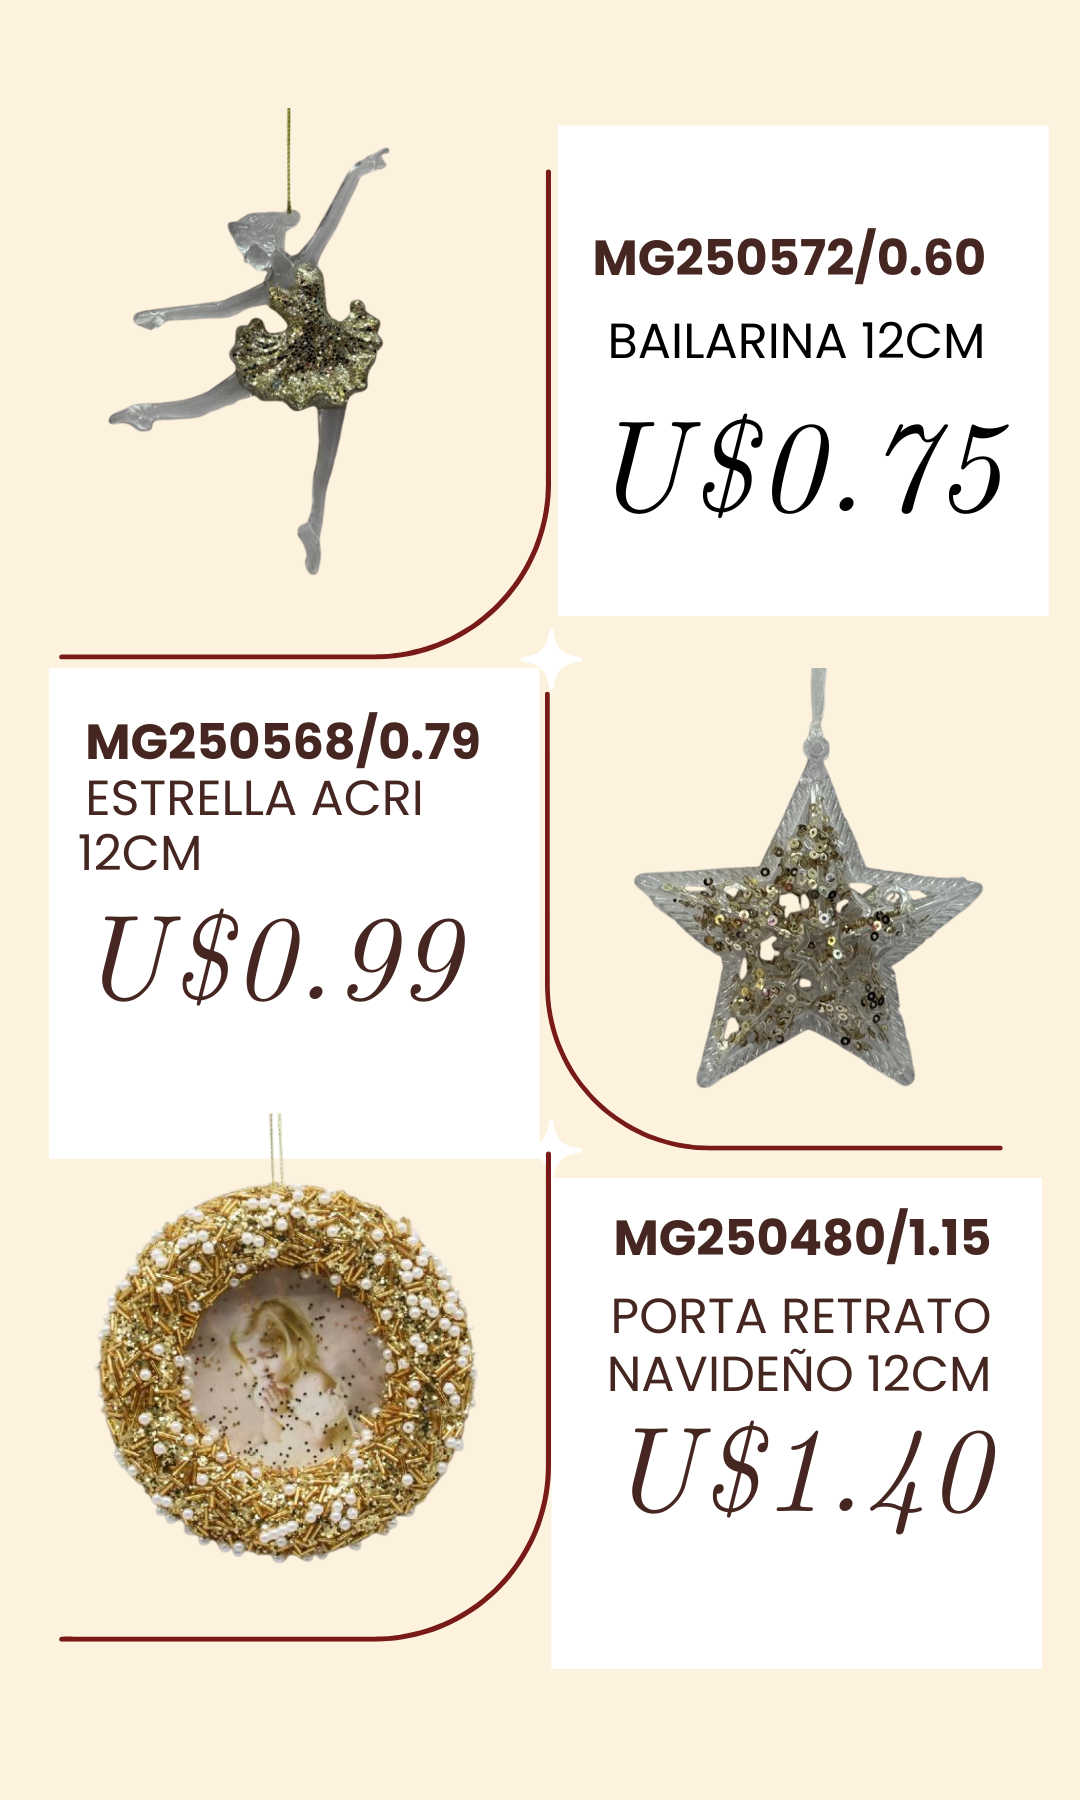 MG250572/0.60
BAILARINA 12CM
U$0.75
MG250568/0.79
ESTRELLA ACRI
12CM
U$0.99
MG250480/1.15
PORTA RETRATO
NAVIDEÑO 12CM
U$1.40